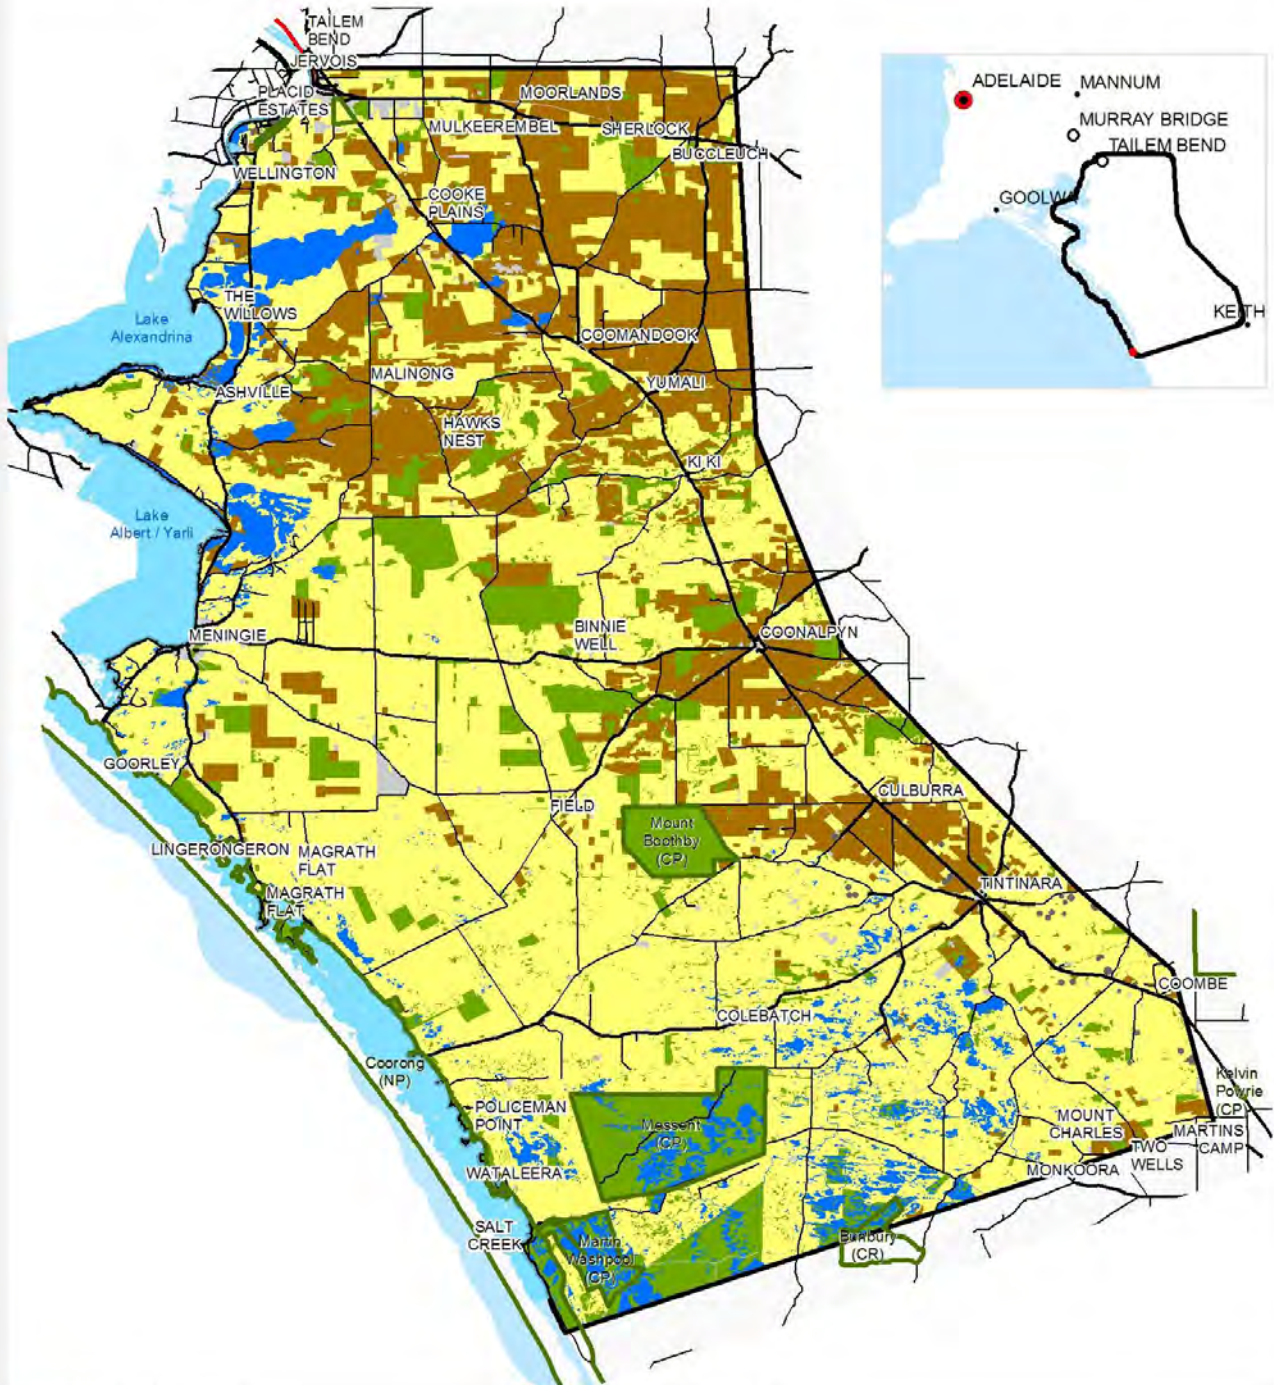 TAILEM
BEND
JERVOIS
PLACID
ESTATES
MOORLANDS
MULKEEREMBEL
SHERLOCK
BUCCLEUCH
WELLINGTON
COOKE
PLAINS
THE
WILLOWS
Lake
Alexandrina
COOMANDOOK
MALINONG
YUMALI
ASHVILLE
HAWKS
NEST
KI KI
Lake
Albert / Yarli
BINNIE
WELL
COONALPYN
MENINGIE
GOORLEY
CULBURRA
FIELD
Mount
Boothby
(CP)
LINGERONGERON
MAGRATH
FLAT
MAGRATH
FLAT
TINTINARA
COOMBE
COLEBATCH
Coorong
(NP)
Kelvin
Powrie
(CP)
POLICEMAN
POINT
Messent
(CP)
MOUNT
CHARLES
MARTINS
CAMP
TWO
WELLS
WATALEERA
MONKOORA
SALT
CREEK
Martin
Washpool
(CP)
Bunbury
(CR)
ADELAIDE
MANNUM
MURRAY BRIDGE
TAILEM BEND
GOOLWA
KEITH